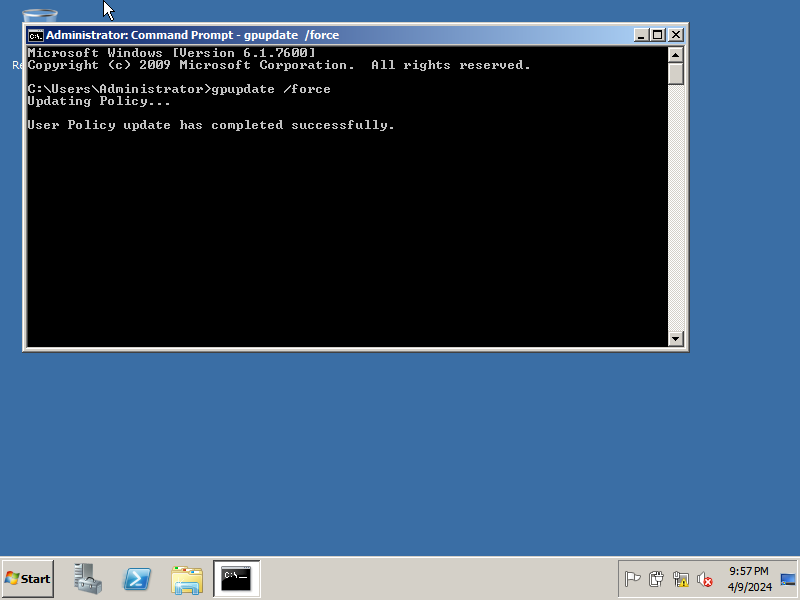 Administrator: Command Prompt - gpupdate /force
Microsoft Windows [Version 6.1.7600]
Copyright (c) 2009 Microsoft Corporation.  All rights reserved.
C:\Users\Administrator>gpupdate /force
Updating Policy...
User Policy update has completed successfully.
Start
9:57 PM
4/9/2024